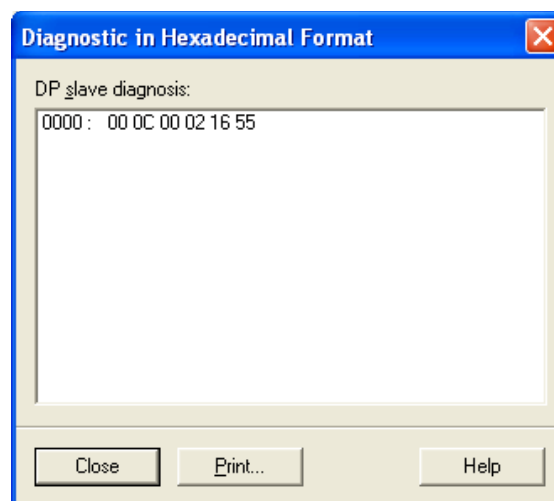 Diagnostic in Hexadecimal Format
DP slave diagnosis:
0000 : 00 0C 00 02 16 55
Close Print... Help